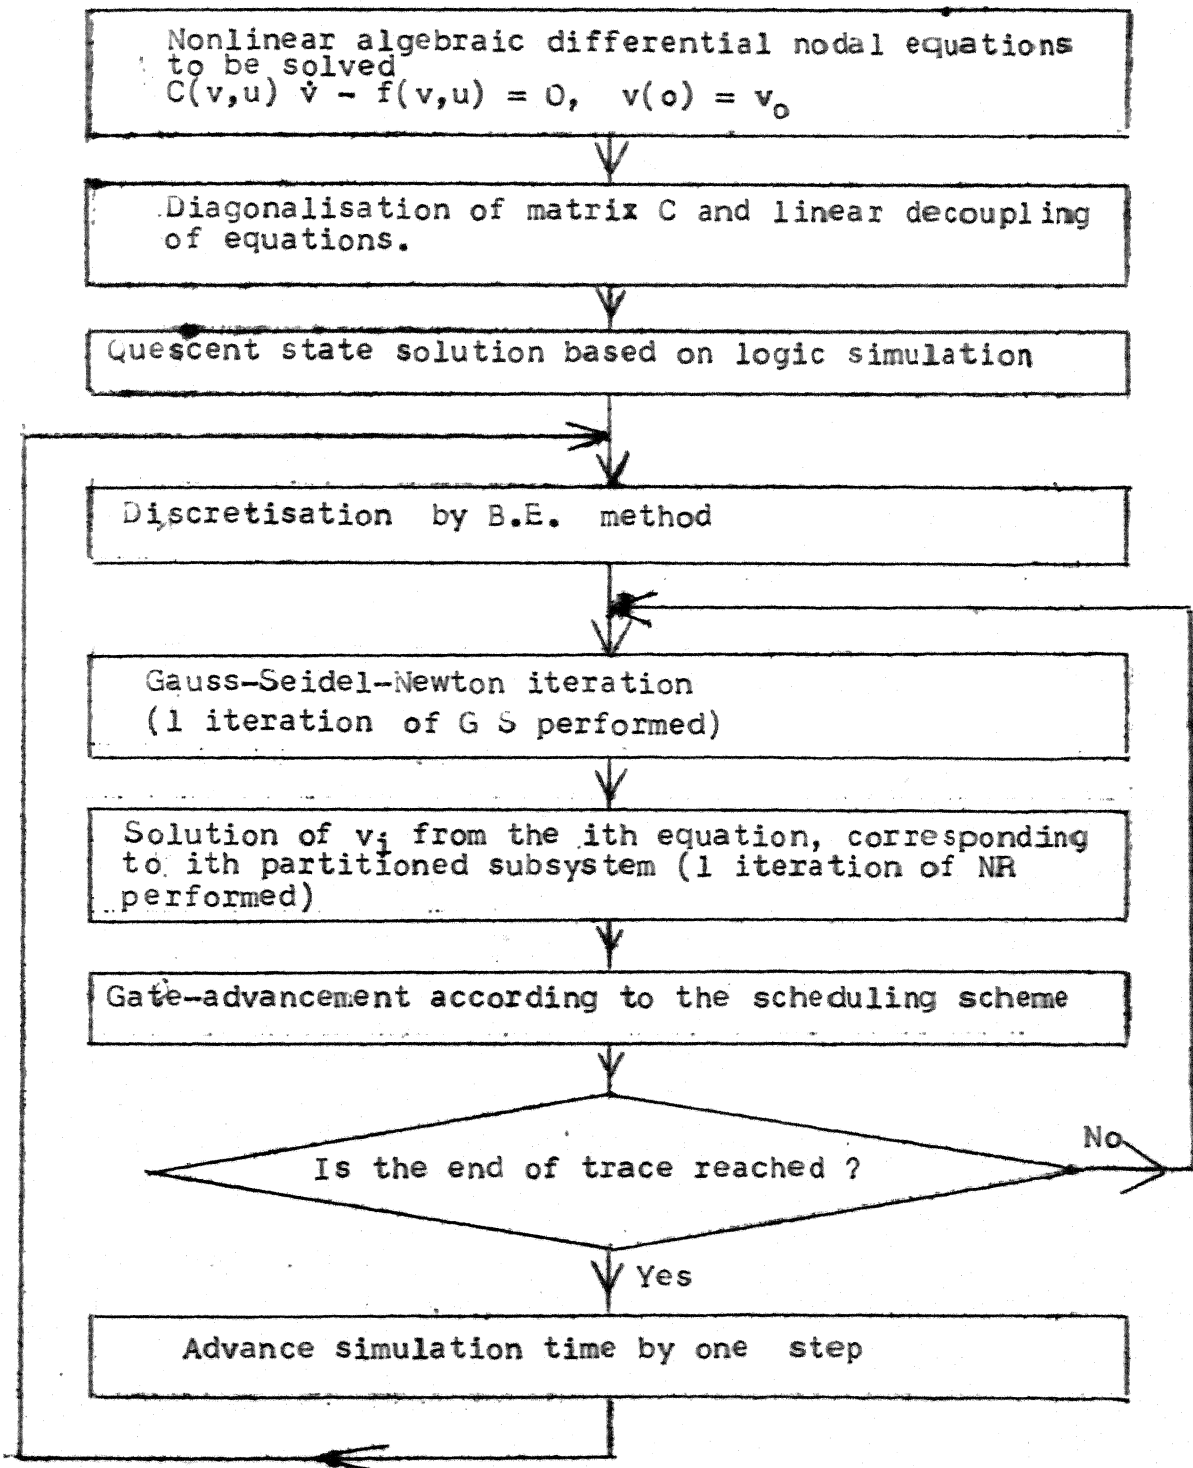 Nonlinear algebraic differential nodal equations
to be solved
C(v,u) v̇ - f(v,u) = 0, v(o) = v₀
Diagonalisation of matrix C and linear decoupling
of equations.
Quescent state solution based on logic simulation
Discretisation by B.E. method
Gauss-Seidel-Newton iteration
(1 iteration of G S performed)
Solution of vᵢ from the ith equation, corresponding
to ith partitioned subsystem (1 iteration of NR
performed)
Gate-advancement according to the scheduling scheme
Is the end of trace reached ?
No
Yes
Advance simulation time by one step